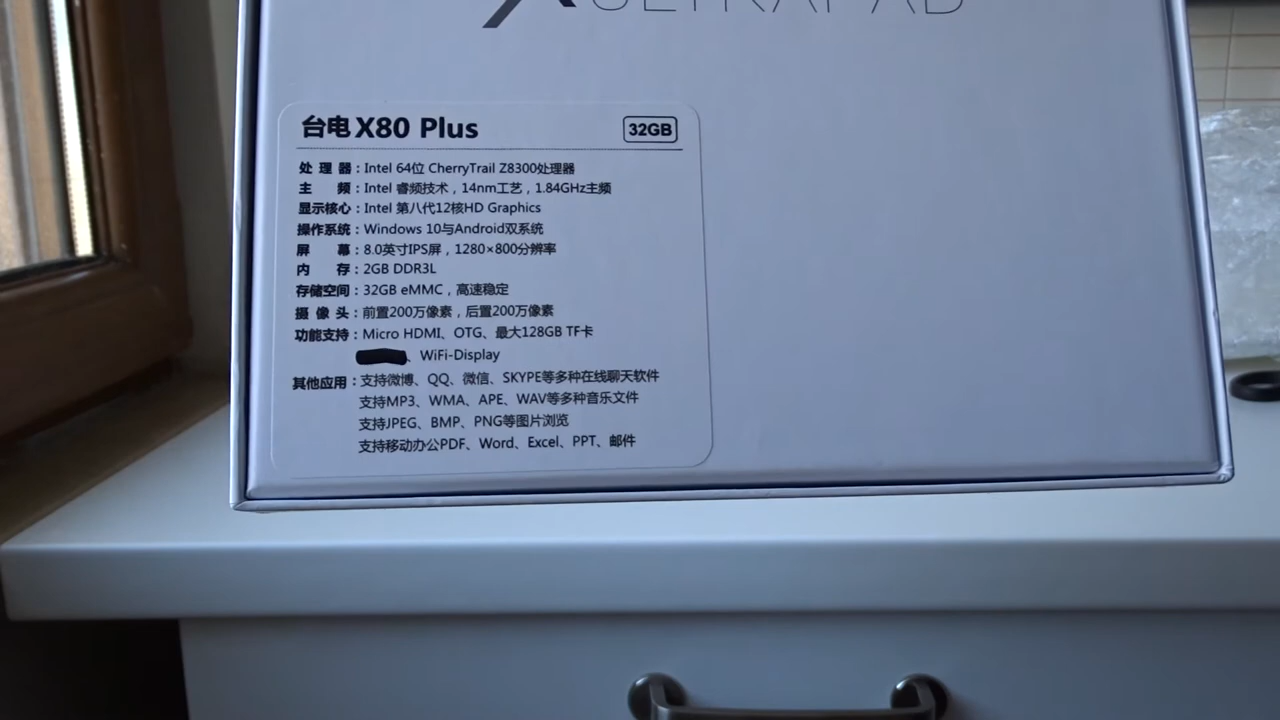 ULTRAPAD
台电 X80 Plus 32GB
处理器：Intel 64位 CherryTrail Z8300处理器
主频：Intel 睿频技术，14nm工艺，1.84GHz主频
显示核心：Intel 第八代12核HD Graphics
操作系统：Windows 10与Android双系统
屏幕：8.0英寸IPS屏，1280×800分辨率
内存：2GB DDR3L
存储空间：32GB eMMC，高速稳定
摄像头：前置200万像素，后置200万像素
功能支持：Micro HDMI、OTG、最大128GB TF卡
、WiFi-Display
其他应用：支持微博、QQ、微信、SKYPE等多种在线聊天软件
支持MP3、WMA、APE、WAV等多种音乐文件
支持JPEG、BMP、PNG等图片浏览
支持移动办公PDF、Word、Excel、PPT、邮件